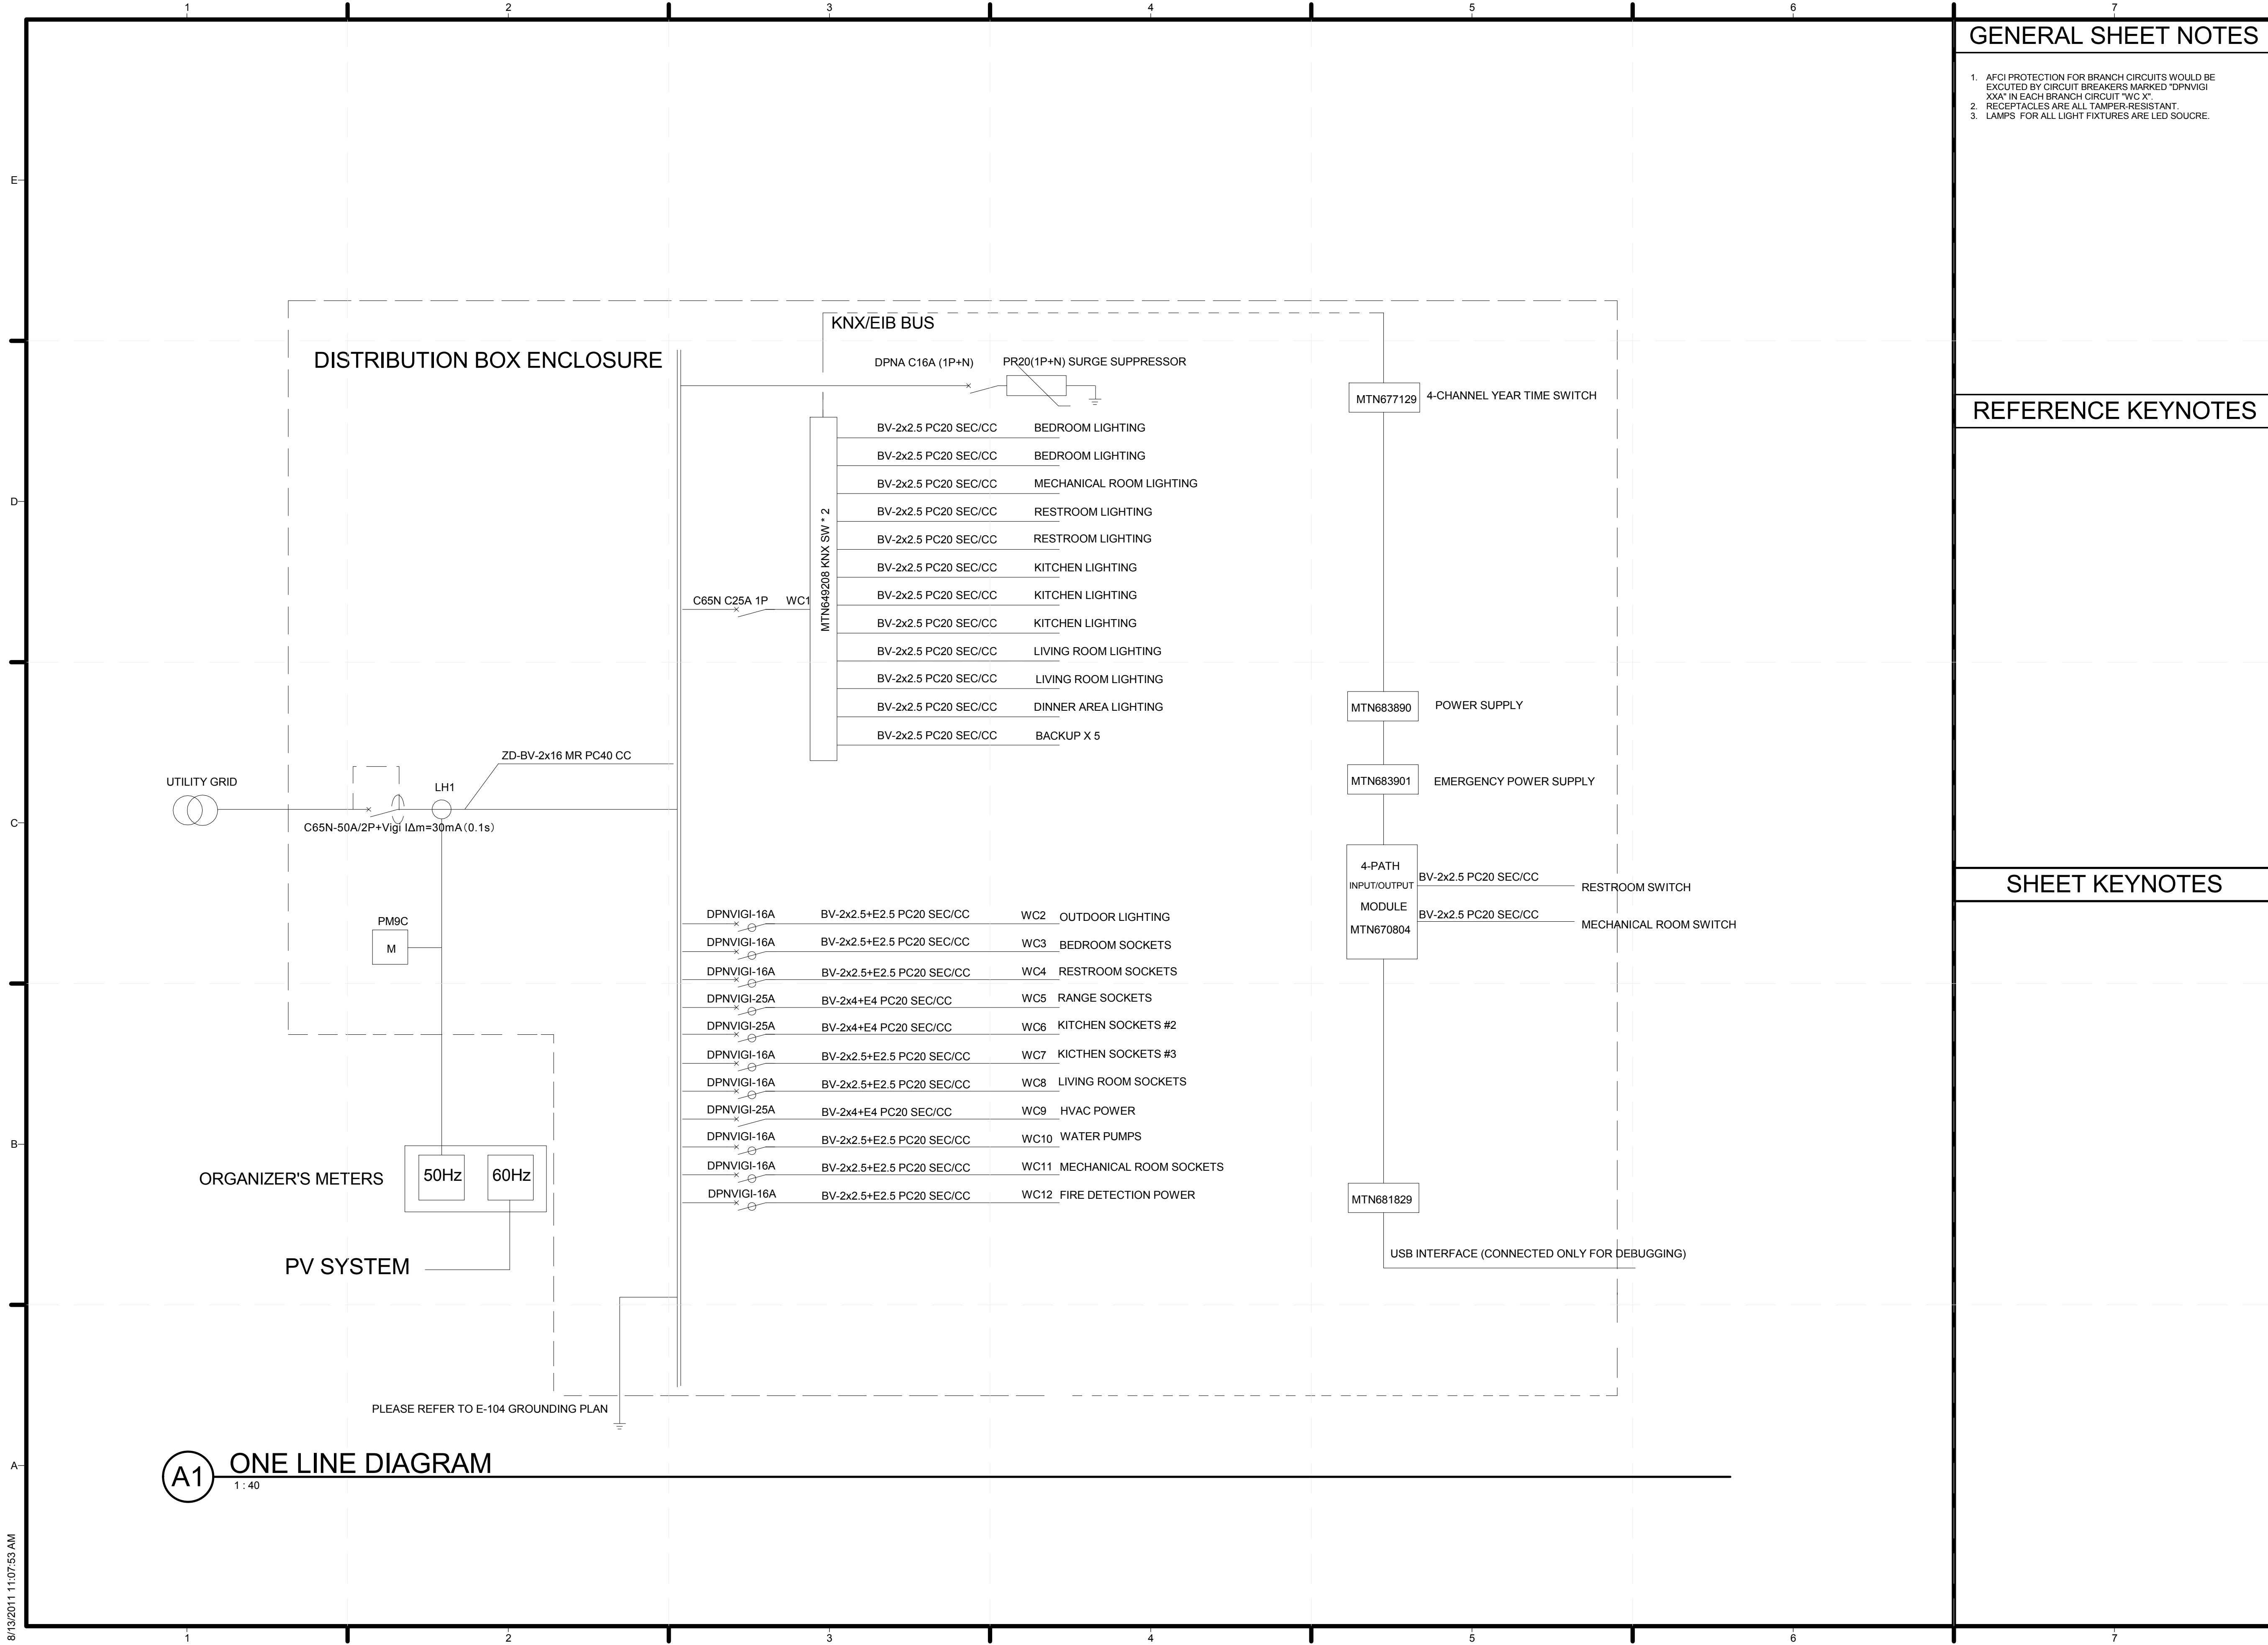 1 2 3 4 5 6 7
GENERAL SHEET NOTES
1. AFCI PROTECTION FOR BRANCH CIRCUITS WOULD BE
EXCUTED BY CIRCUIT BREAKERS MARKED "DPNVIGI
XXA" IN EACH BRANCH CIRCUIT "WC X".
2. RECEPTACLES ARE ALL TAMPER-RESISTANT.
3. LAMPS FOR ALL LIGHT FIXTURES ARE LED SOUCRE.
REFERENCE KEYNOTES
SHEET KEYNOTES
E
D
C
B
A
KNX/EIB BUS
DISTRIBUTION BOX ENCLOSURE
DPNA C16A (1P+N) PR20(1P+N) SURGE SUPPRESSOR
MTN677129 4-CHANNEL YEAR TIME SWITCH
BV-2x2.5 PC20 SEC/CC BEDROOM LIGHTING
BV-2x2.5 PC20 SEC/CC BEDROOM LIGHTING
BV-2x2.5 PC20 SEC/CC MECHANICAL ROOM LIGHTING
BV-2x2.5 PC20 SEC/CC RESTROOM LIGHTING
BV-2x2.5 PC20 SEC/CC RESTROOM LIGHTING
BV-2x2.5 PC20 SEC/CC KITCHEN LIGHTING
BV-2x2.5 PC20 SEC/CC KITCHEN LIGHTING
BV-2x2.5 PC20 SEC/CC KITCHEN LIGHTING
BV-2x2.5 PC20 SEC/CC LIVING ROOM LIGHTING
BV-2x2.5 PC20 SEC/CC LIVING ROOM LIGHTING
BV-2x2.5 PC20 SEC/CC DINNER AREA LIGHTING
BV-2x2.5 PC20 SEC/CC BACKUP X 5
C65N C25A 1P WC1
MTN649208 KNX SW * 2
MTN683890 POWER SUPPLY
MTN683901 EMERGENCY POWER SUPPLY
4-PATH
INPUT/OUTPUT
MODULE
MTN670804
BV-2x2.5 PC20 SEC/CC RESTROOM SWITCH
BV-2x2.5 PC20 SEC/CC MECHANICAL ROOM SWITCH
MTN681829
USB INTERFACE (CONNECTED ONLY FOR DEBUGGING)
ZD-BV-2x16 MR PC40 CC
UTILITY GRID
LH1
C65N-50A/2P+Vigi I∆m=30mA(0.1s)
PM9C
M
DPNVIGI-16A BV-2x2.5+E2.5 PC20 SEC/CC WC2 OUTDOOR LIGHTING
DPNVIGI-16A BV-2x2.5+E2.5 PC20 SEC/CC WC3 BEDROOM SOCKETS
DPNVIGI-16A BV-2x2.5+E2.5 PC20 SEC/CC WC4 RESTROOM SOCKETS
DPNVIGI-25A BV-2x4+E4 PC20 SEC/CC WC5 RANGE SOCKETS
DPNVIGI-25A BV-2x4+E4 PC20 SEC/CC WC6 KITCHEN SOCKETS #2
DPNVIGI-16A BV-2x2.5+E2.5 PC20 SEC/CC WC7 KICTHEN SOCKETS #3
DPNVIGI-16A BV-2x2.5+E2.5 PC20 SEC/CC WC8 LIVING ROOM SOCKETS
DPNVIGI-25A BV-2x4+E4 PC20 SEC/CC WC9 HVAC POWER
DPNVIGI-16A BV-2x2.5+E2.5 PC20 SEC/CC WC10 WATER PUMPS
DPNVIGI-16A BV-2x2.5+E2.5 PC20 SEC/CC WC11 MECHANICAL ROOM SOCKETS
DPNVIGI-16A BV-2x2.5+E2.5 PC20 SEC/CC WC12 FIRE DETECTION POWER
ORGANIZER'S METERS
50Hz 60Hz
PV SYSTEM
PLEASE REFER TO E-104 GROUNDING PLAN
A1 ONE LINE DIAGRAM
1 : 40
8/13/2011 11:07:53 AM
1 2 3 4 5 6 7